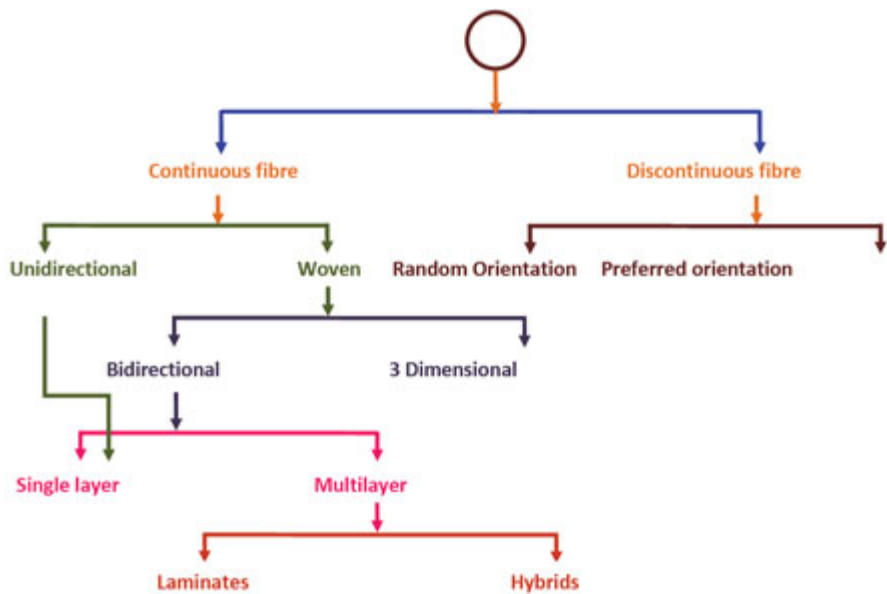 Continuous fibre
Discontinuous fibre
Unidirectional
Woven
Random Orientation
Preferred orientation
Bidirectional
3 Dimensional
Single layer
Multilayer
Laminates
Hybrids